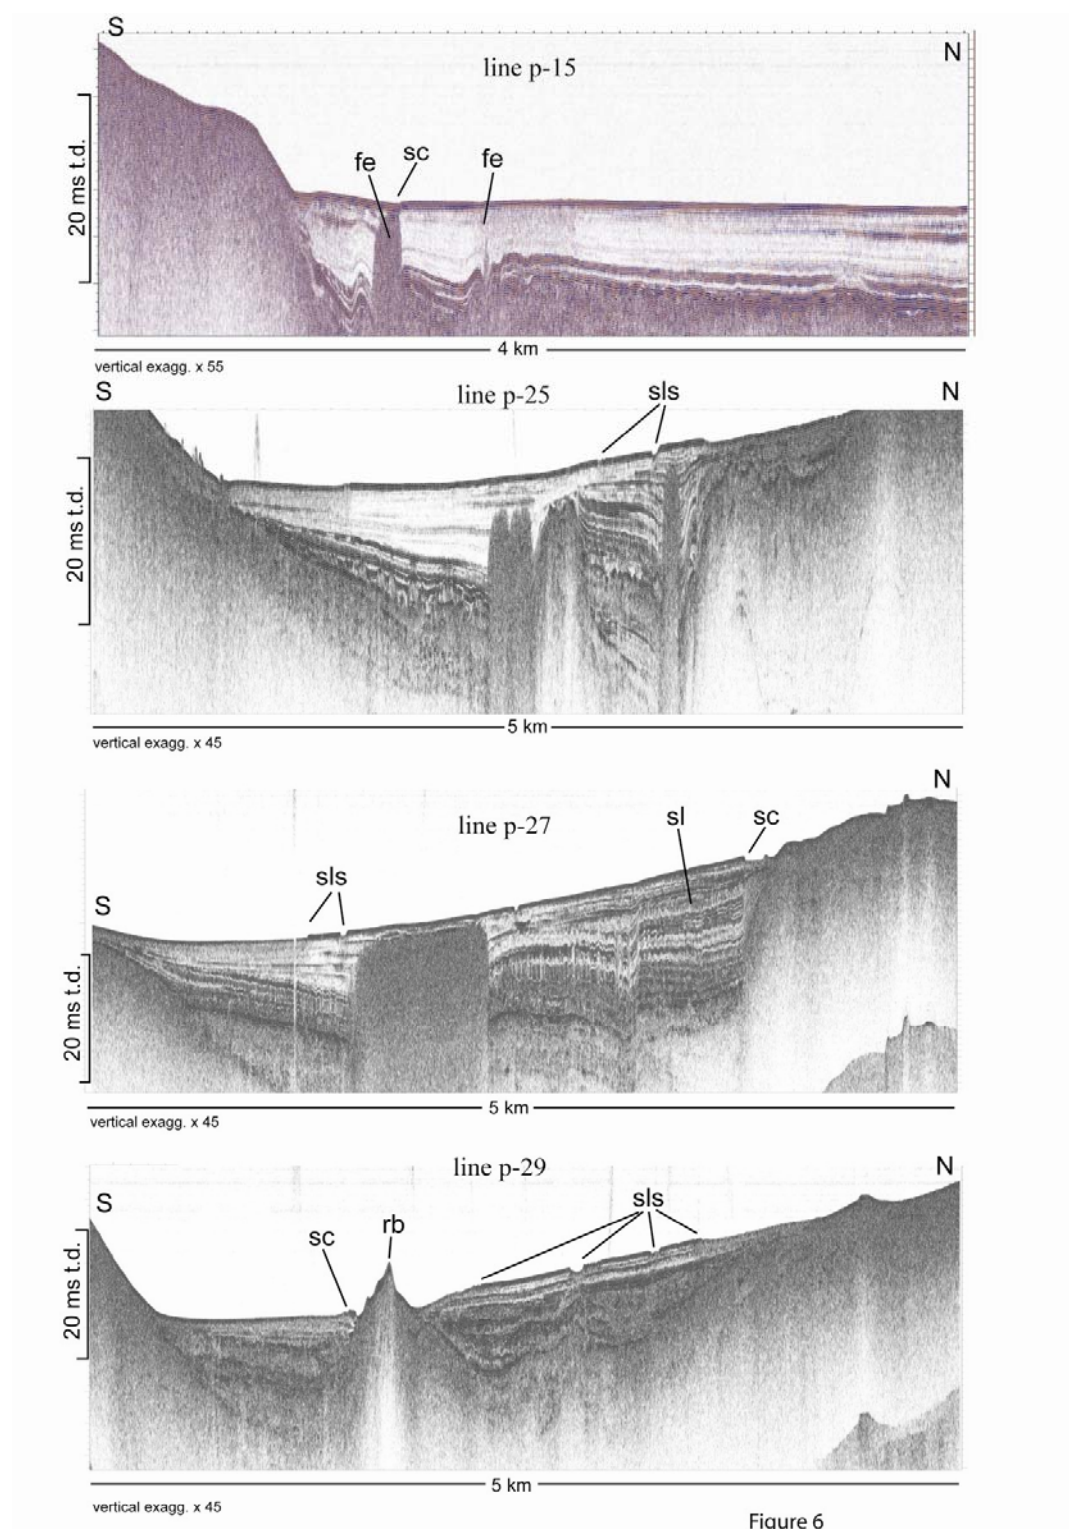 S
N
line p-15
fe
sc
fe
20 ms t.d.
4 km
vertical exagg. x 55
S
line p-25
sls
N
20 ms t.d.
5 km
vertical exagg. x 45
N
line p-27
sl
sc
sls
S
20 ms t.d.
5 km
vertical exagg. x 45
line p-29
N
S
sls
rb
sc
20 ms t.d.
5 km
vertical exagg. x 45
Figure 6